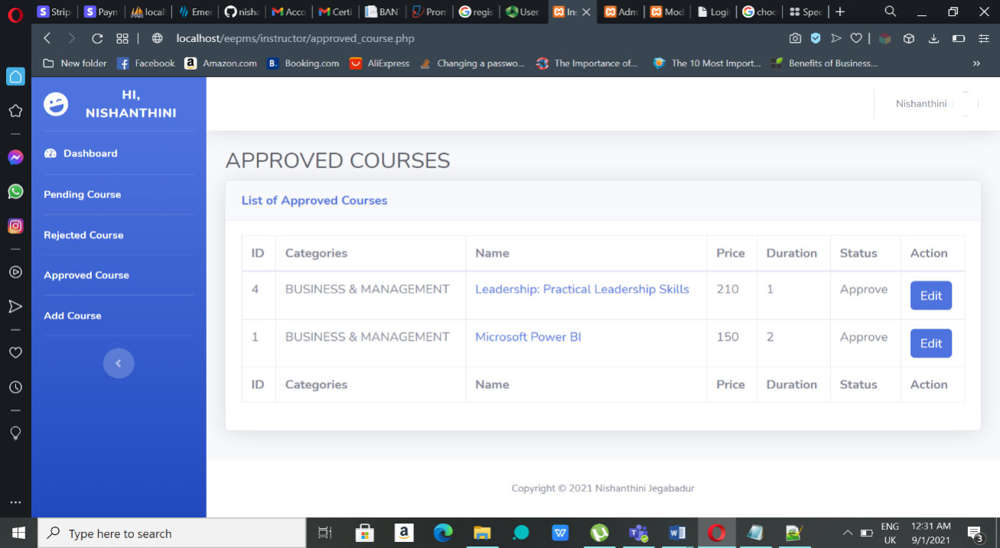 Strip Payn local Emer nisha Acco Certi BAN Pron regis User Ins Adm Mod Logi choo Spee
localhost/eepms/instructor/approved_course.php
New folder Facebook Amazon.com Booking.com AliExpress Changing a passwo... The Importance of... The 10 Most Import... Benefits of Business...
HI,
NISHANTHINI
Nishanthini
Dashboard
Pending Course
Rejected Course
Approved Course
Add Course
APPROVED COURSES
List of Approved Courses
ID Categories Name Price Duration Status Action
4 BUSINESS & MANAGEMENT Leadership: Practical Leadership Skills 210 1 Approve Edit
1 BUSINESS & MANAGEMENT Microsoft Power BI 150 2 Approve Edit
ID Categories Name Price Duration Status Action
Copyright © 2021 Nishanthini Jegabadur
Type here to search
ENG 12:31 AM
UK 9/1/2021
3